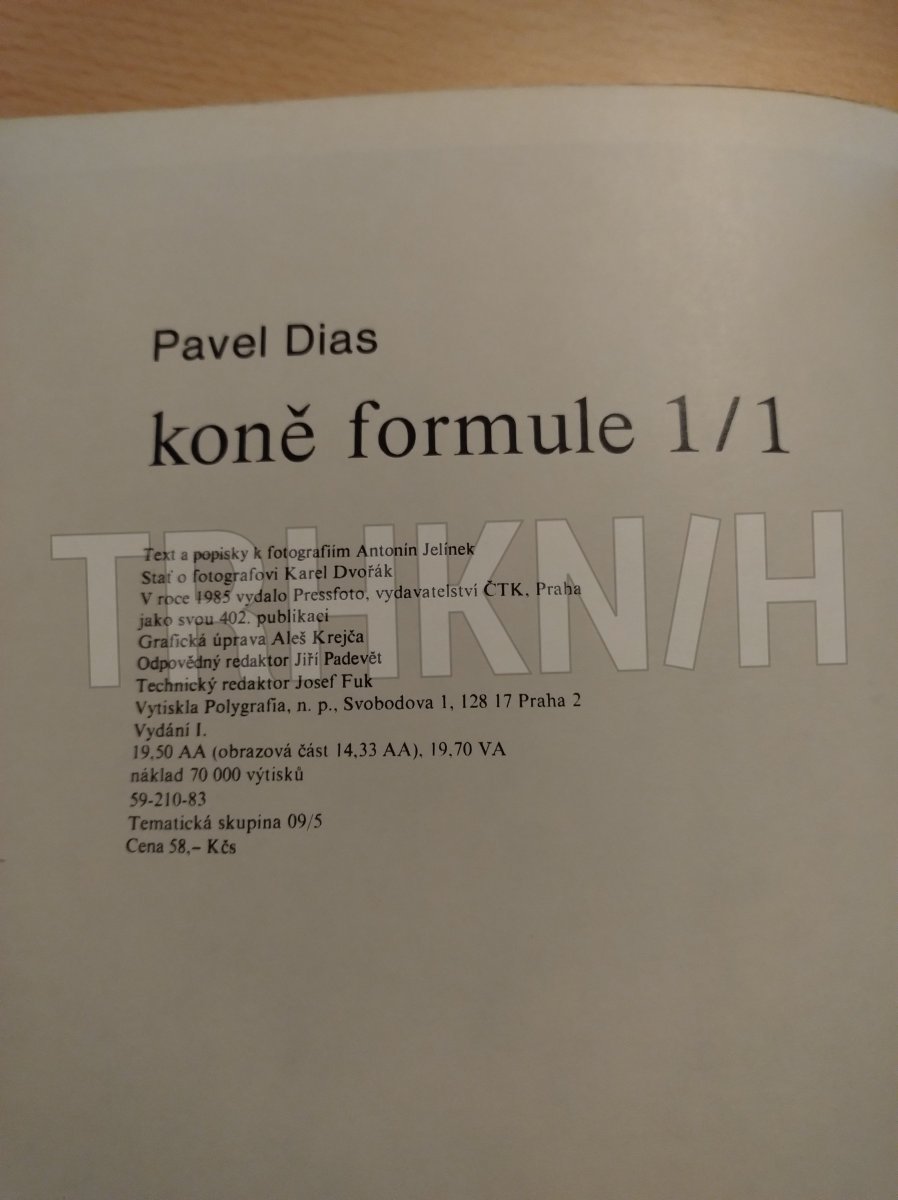 Pavel Dias
koně formule 1/1
TRHKN/H
Text a popisky k fotografiím Antonín Jelínek
Stať o fotografovi Karel Dvořák
V roce 1985 vydalo Pressfoto, vydavatelství ČTK, Praha
jako svou 402. publikaci
Grafická úprava Aleš Krejča
Odpovědný redaktor Jiří Padevět
Technický redaktor Josef Fuk
Vytiskla Polygrafia, n. p., Svobodova 1, 128 17 Praha 2
Vydání I.
19,50 AA (obrazová část 14,33 AA), 19,70 VA
náklad 70 000 výtisků
59-210-83
Tematická skupina 09/5
Cena 58,– Kčs